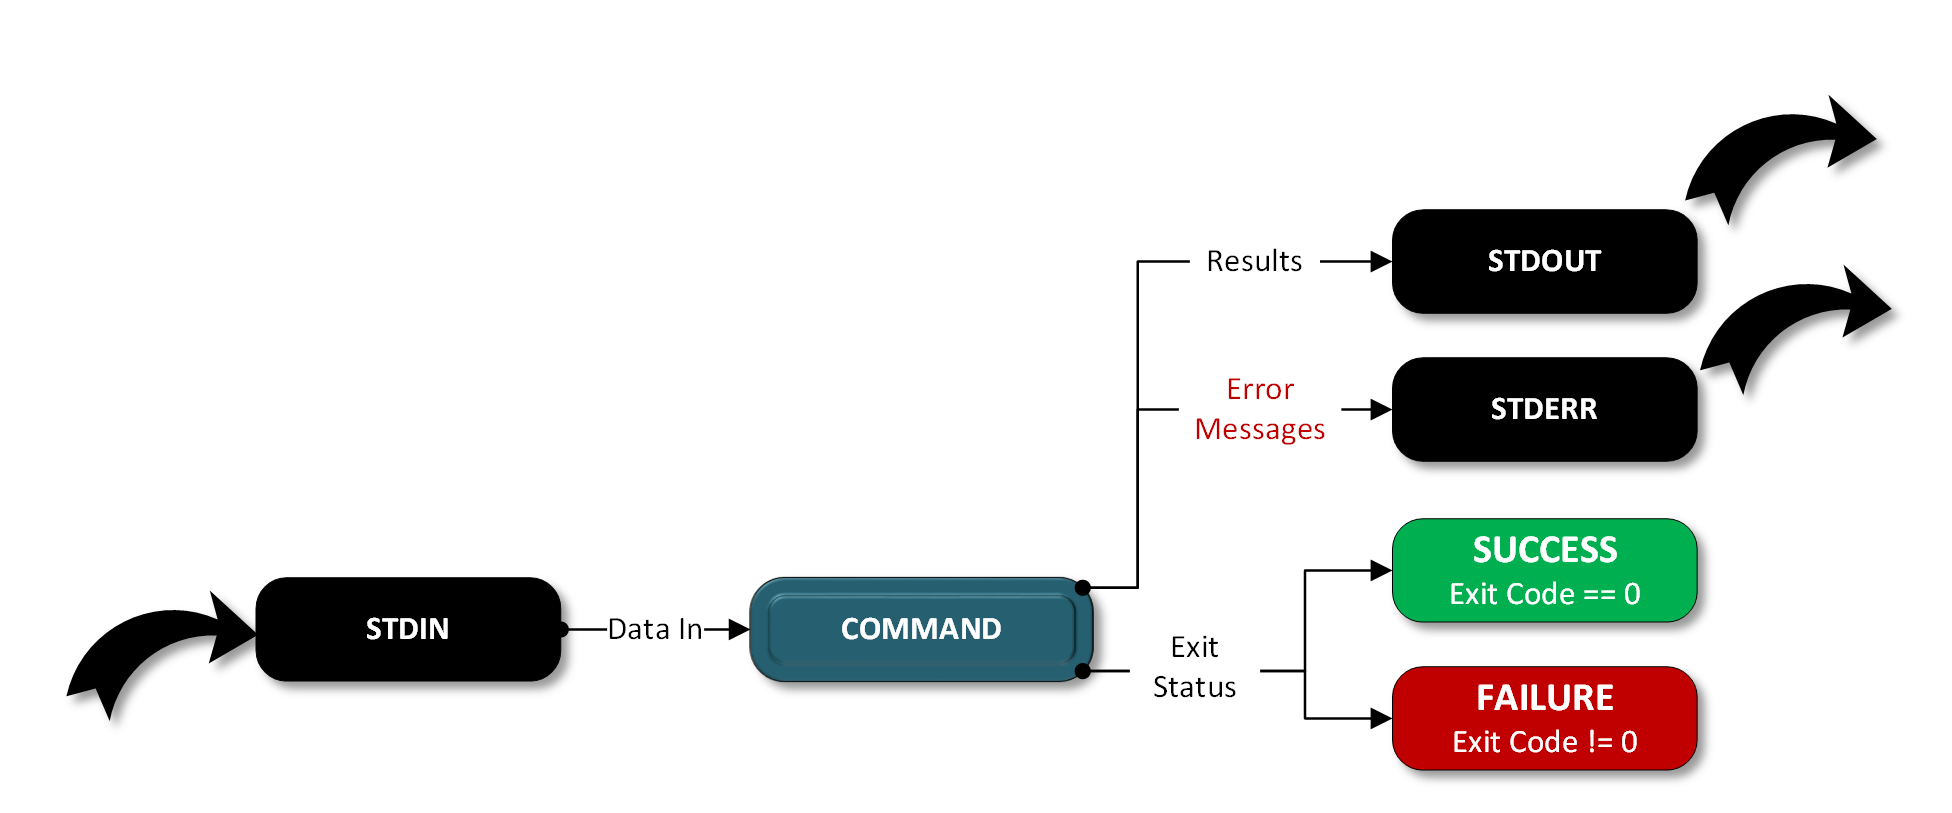 Results
STDOUT
Error
Messages
STDERR
STDIN
Data In
COMMAND
Exit
Status
SUCCESS
Exit Code == 0
FAILURE
Exit Code != 0